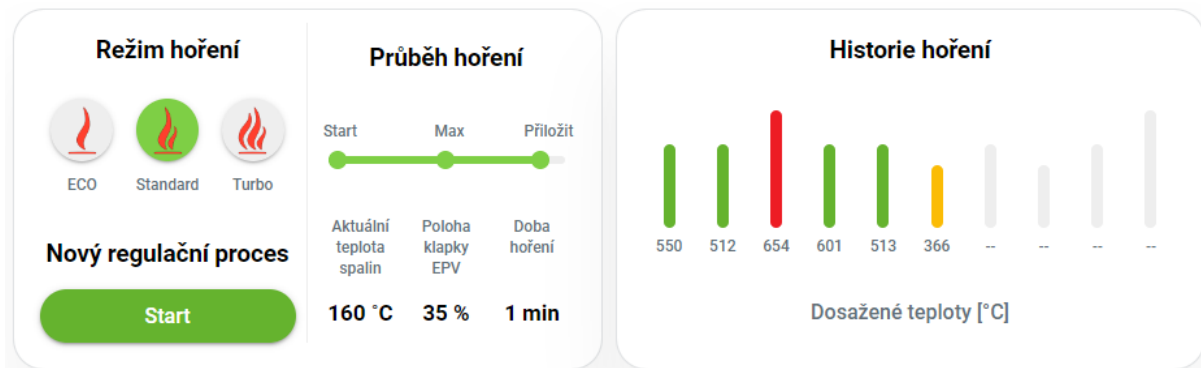 Režim hoření
ECO
Standard
Turbo
Nový regulační proces
Start
Průběh hoření
Start
Max
Přiložit
Aktuální
teplota
spalin
Poloha
klapky
EPV
Doba
hoření
160 °C
35 %
1 min
Historie hoření
550
512
654
601
513
366
--
--
--
--
Dosažené teploty [°C]